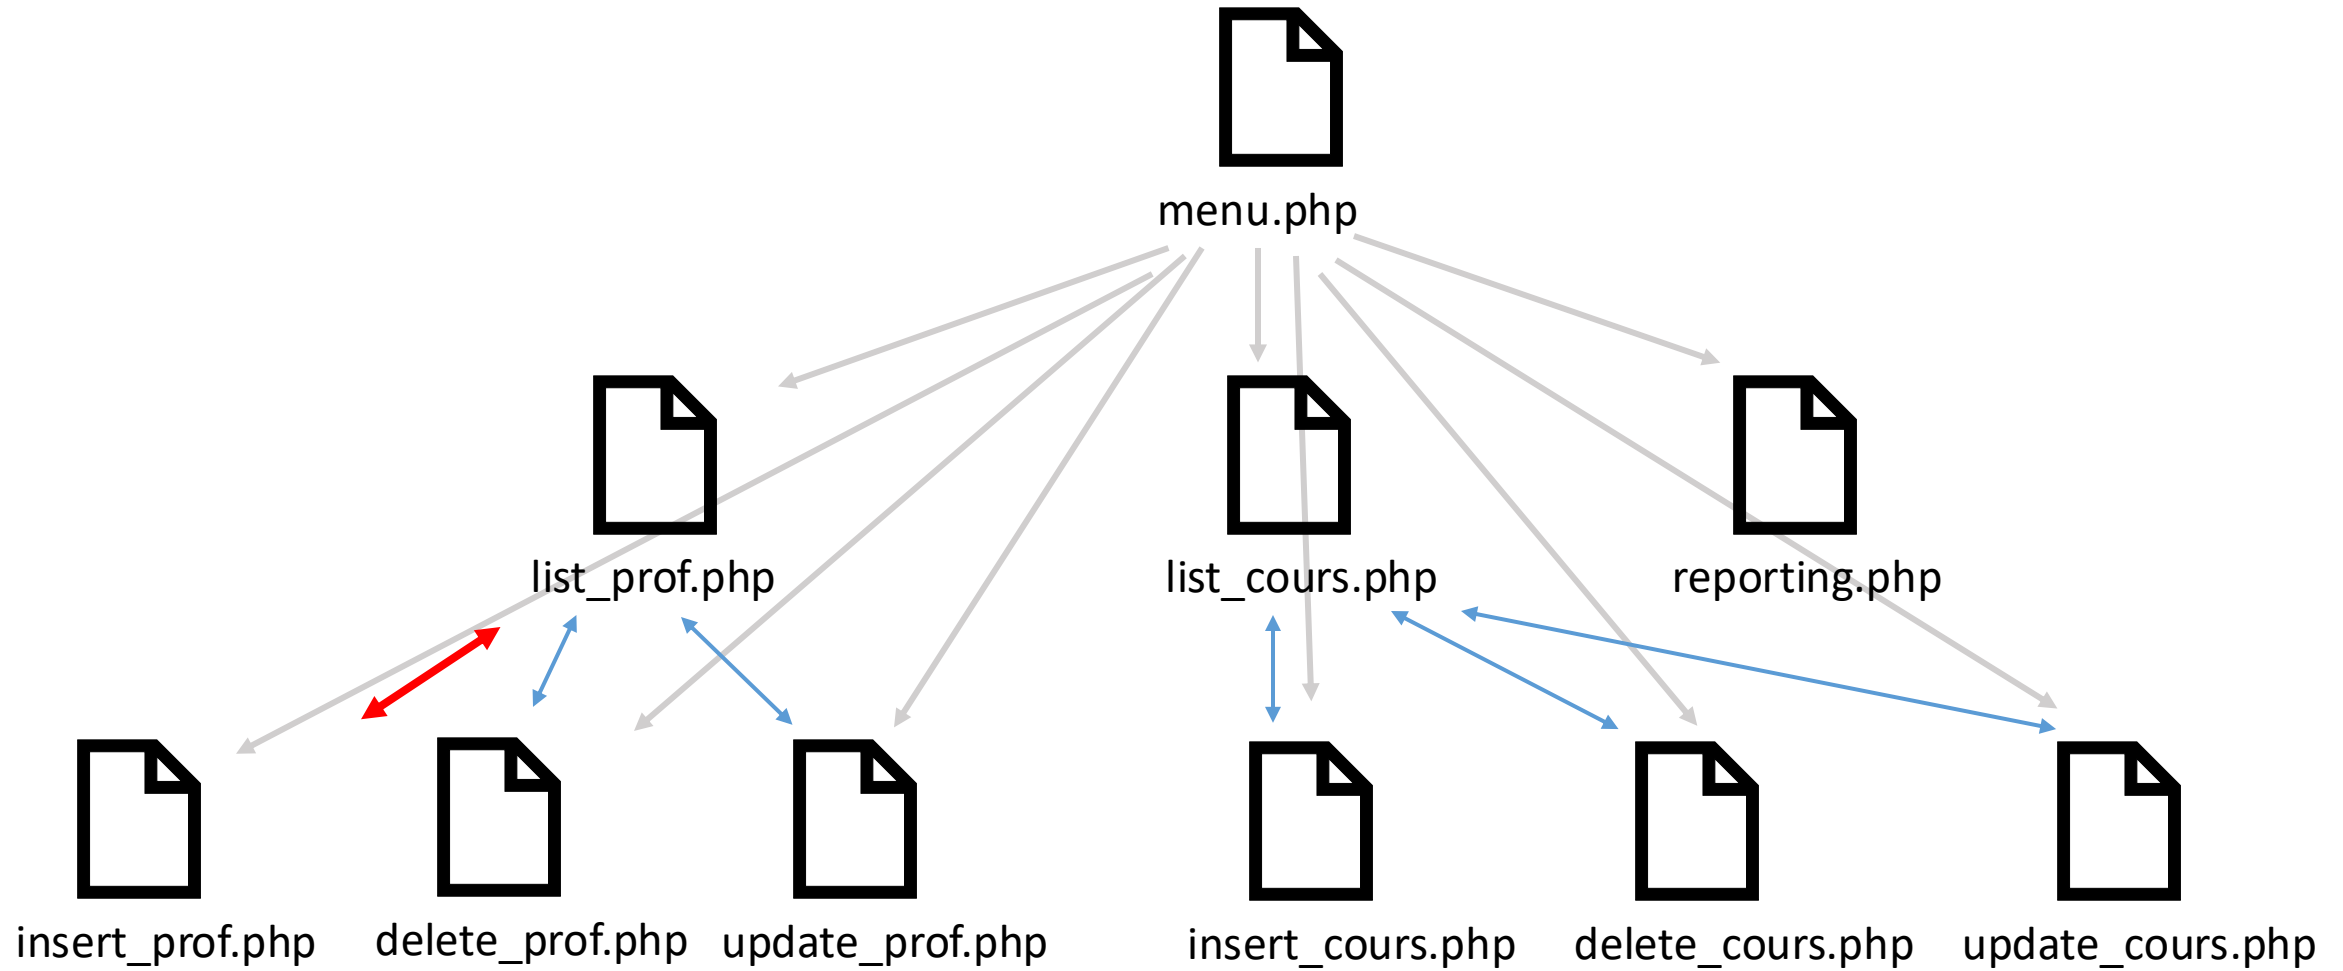 menu.php
list_prof.php
list_cours.php
reporting.php
insert_prof.php
delete_prof.php
update_prof.php
insert_cours.php
delete_cours.php
update_cours.php